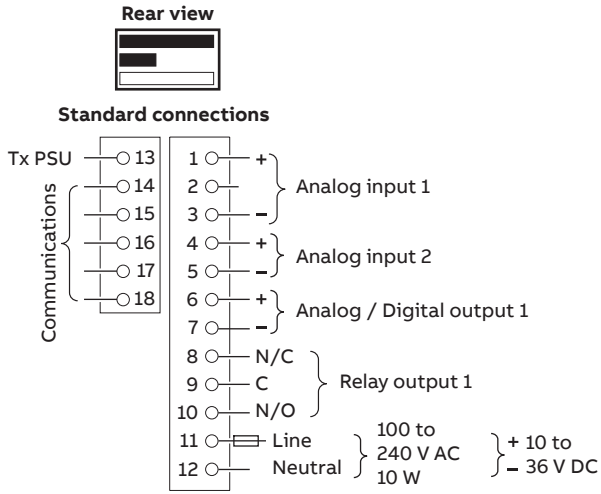 Rear view
Standard connections
Tx PSU 13
Communications
14
15
16
17
18
1 +
2
3 –
Analog input 1
4 +
5 –
Analog input 2
6 +
7 –
Analog / Digital output 1
8 N/C
9 C
10 N/O
Relay output 1
11 Line
12 Neutral
100 to
240 V AC
10 W
+ 10 to
– 36 V DC